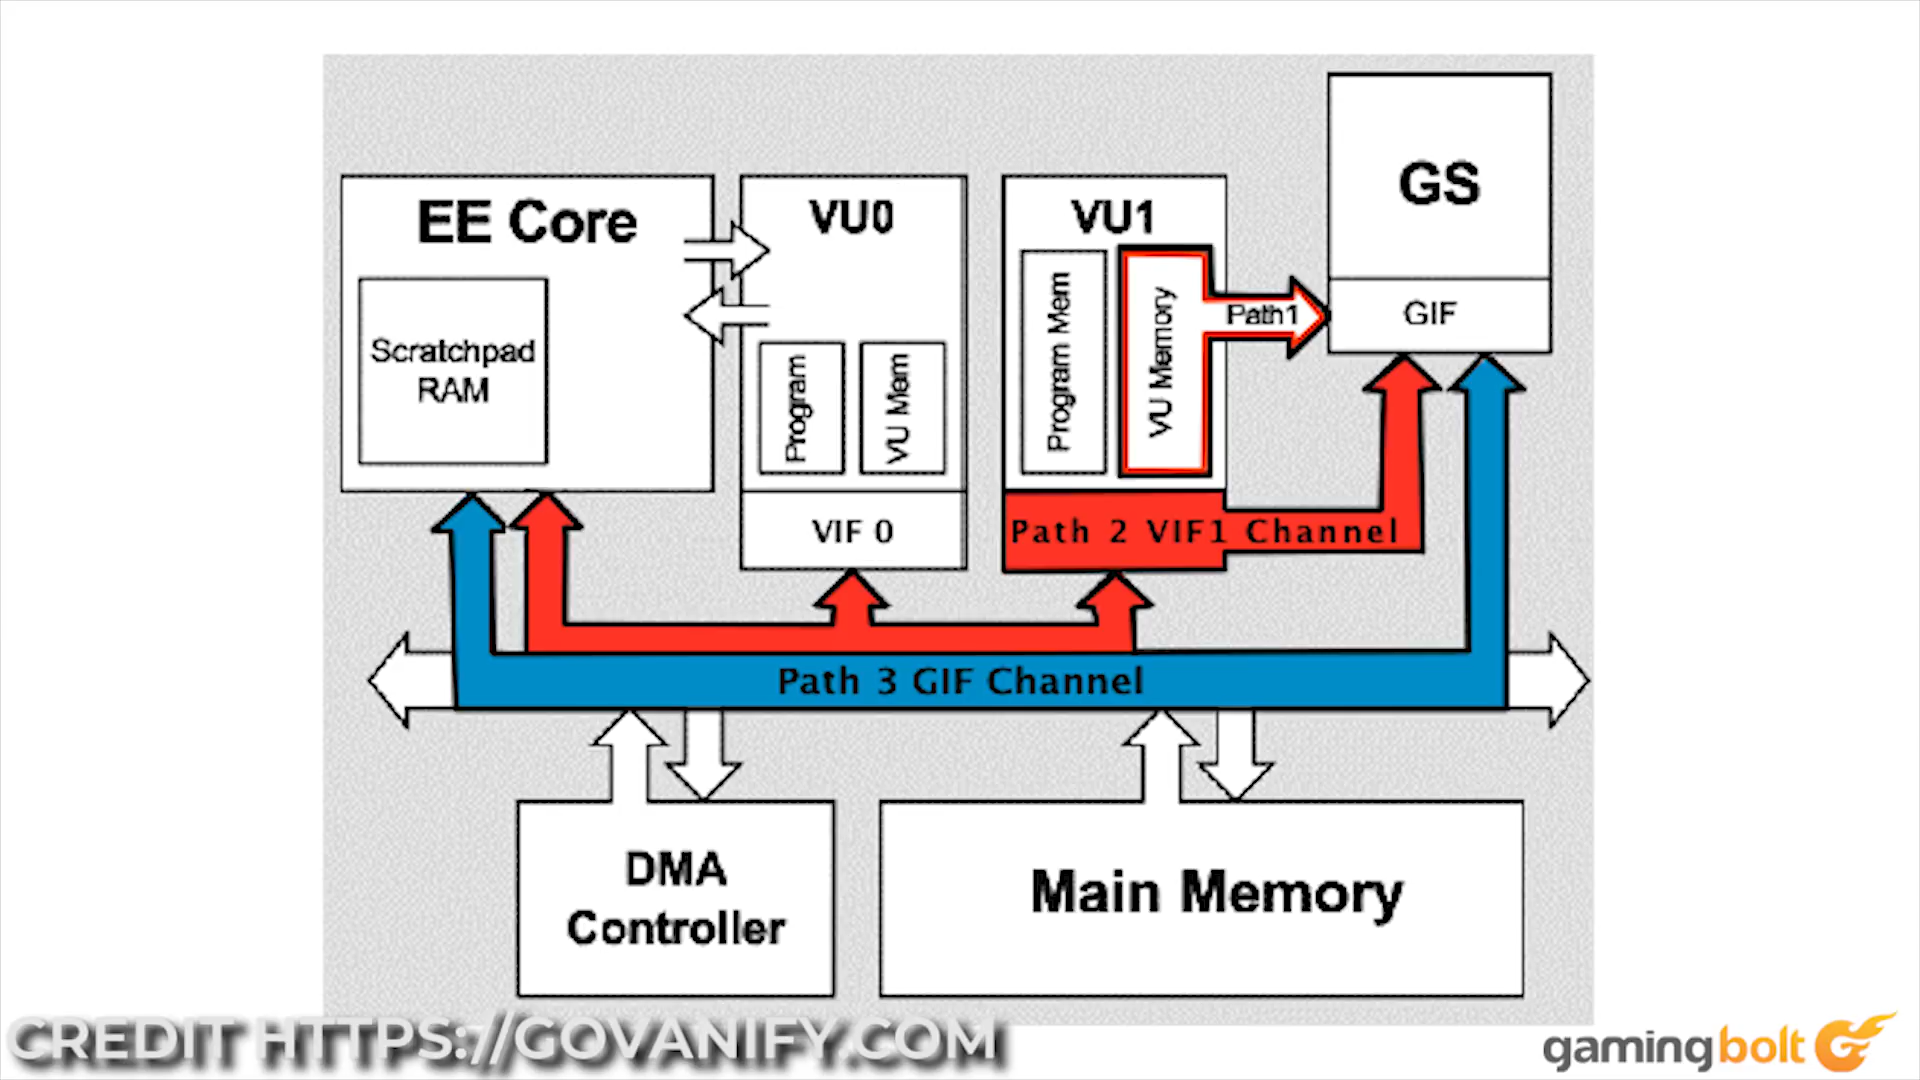 GS
EE Core
VU0
VU1
Program Mem
VU Memory
Path1
GIF
Scratchpad
RAM
Program
VU Mem
VIF 0
Path 2 VIF1 Channel
Path 3 GIF Channel
DMA
Controller
Main Memory
CREDIT HTTPS://GOVANIFY.COM
gamingbolt